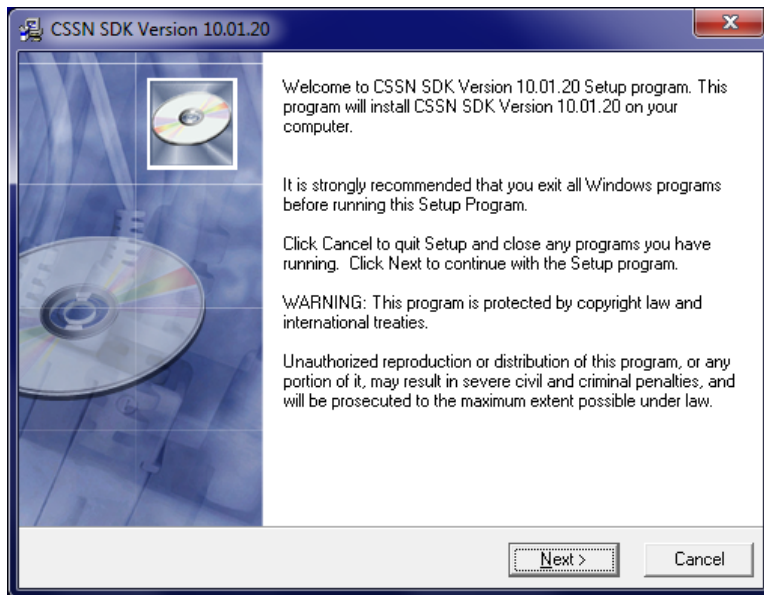 CSSN SDK Version 10.01.20
Welcome to CSSN SDK Version 10.01.20 Setup program. This
program will install CSSN SDK Version 10.01.20 on your
computer.
It is strongly recommended that you exit all Windows programs
before running this Setup Program.
Click Cancel to quit Setup and close any programs you have
running. Click Next to continue with the Setup program.
WARNING: This program is protected by copyright law and
international treaties.
Unauthorized reproduction or distribution of this program, or any
portion of it, may result in severe civil and criminal penalties, and
will be prosecuted to the maximum extent possible under law.
Next >
Cancel